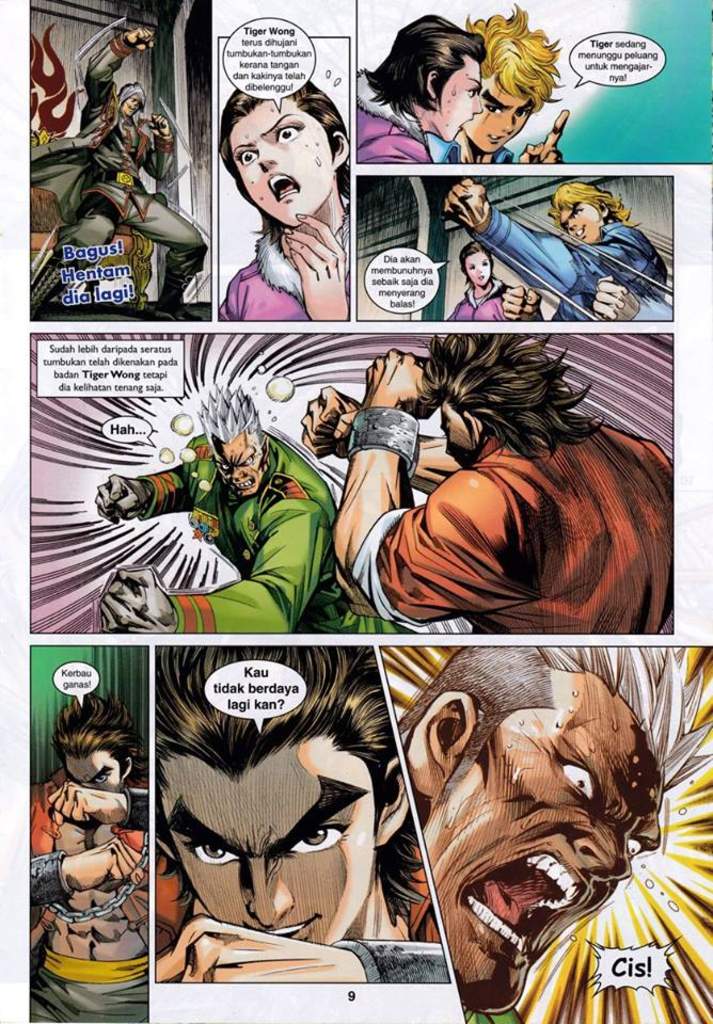 Bagus!
Hentam
dia lagi!
Tiger Wong
terus dihujani
tumbukan-tumbukan
kerana tangan
dan kakinya telah
dibelenggu!
Tiger sedang
menunggu peluang
untuk mengajar-
nya!
Dia akan
membunuhnya
sebaik saja dia
menyerang
balas!
Sudah lebih daripada seratus
tumbukan telah dikenakan pada
badan Tiger Wong tetapi
dia kelihatan tenang saja.
Hah...
Kerbau
ganas!
Kau
tidak berdaya
lagi kan?
Cis!
9